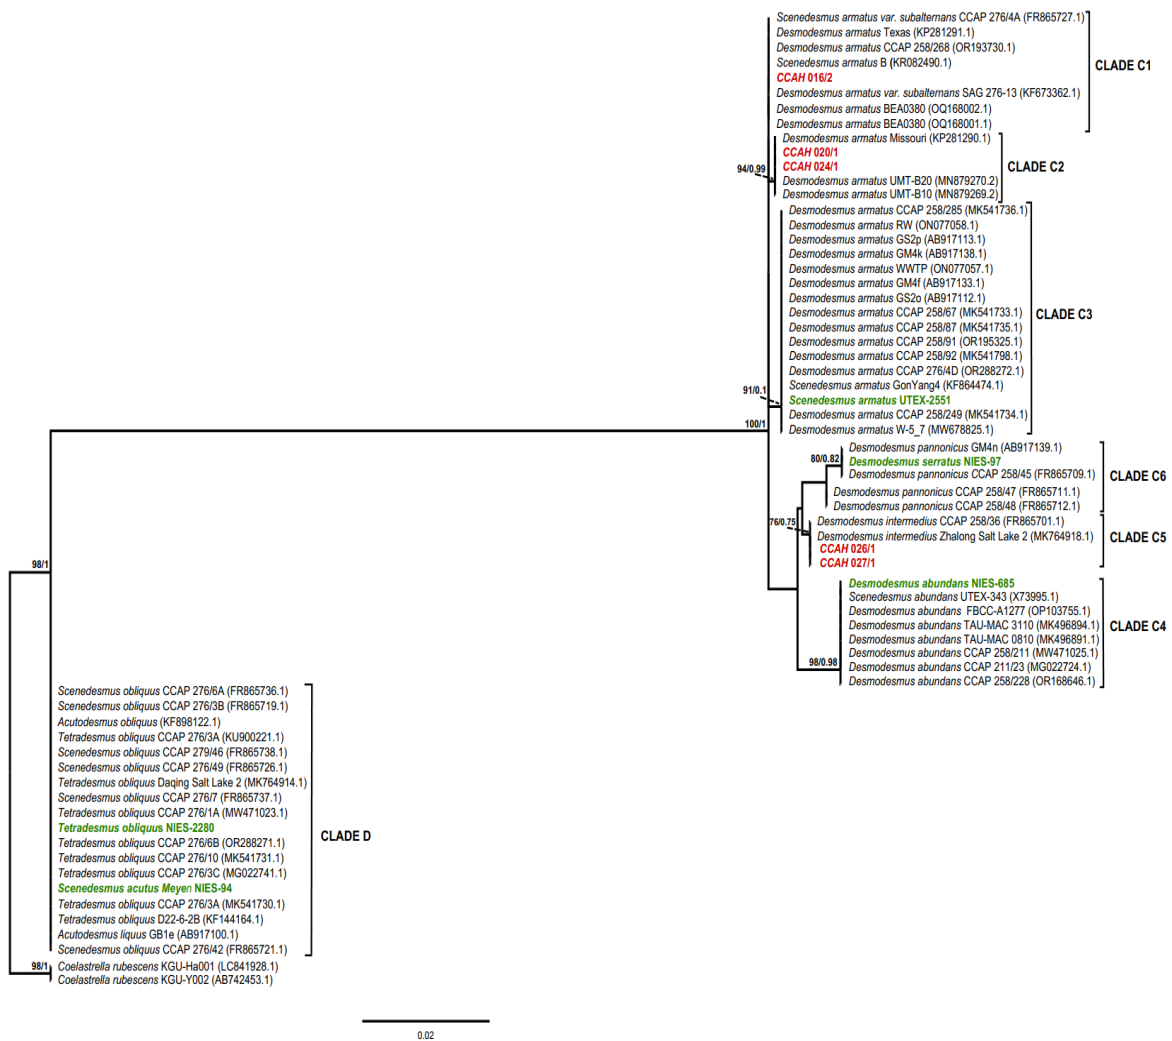 Scenedesmus armatus var. subalternans CCAP 276/4A (FR865727.1)
Desmodesmus armatus Texas (KP281291.1)
Desmodesmus armatus CCAP 258/268 (OR193730.1)
Scenedesmus armatus B (KR082490.1)
CLADE C1
CCAH 016/2
Desmodesmus armatus var. subalternans SAG 276-13 (KF673362.1)
Desmodesmus armatus BEA0380 (OQ168002.1)
Desmodesmus armatus BEA0380 (OQ168001.1)
Desmodesmus armatus Missouri (KP281290.1)
CCAH 020/1
CCAH 024/1
CLADE C2
94/0.99
Desmodesmus armatus UMT-B20 (MN879270.2)
Desmodesmus armatus UMT-B10 (MN879269.2)
Desmodesmus armatus CCAP 258/285 (MK541736.1)
Desmodesmus armatus RW (ON077058.1)
Desmodesmus armatus GS2p (AB917113.1)
Desmodesmus armatus GM4k (AB917138.1)
Desmodesmus armatus WWTP (ON077057.1)
Desmodesmus armatus GM4f (AB917133.1)
Desmodesmus armatus GS2o (AB917112.1)
Desmodesmus armatus CCAP 258/67 (MK541733.1)
CLADE C3
Desmodesmus armatus CCAP 258/87 (MK541735.1)
Desmodesmus armatus CCAP 258/91 (OR195325.1)
Desmodesmus armatus CCAP 258/92 (MK541798.1)
Desmodesmus armatus CCAP 276/4D (OR288272.1)
Scenedesmus armatus GonYang4 (KF864474.1)
91/0.1
Scenedesmus armatus UTEX-2551
Desmodesmus armatus CCAP 258/249 (MK541734.1)
100/1
Desmodesmus armatus W-5_7 (MW678825.1)
Desmodesmus pannonicus GM4n (AB917139.1)
80/0.82
Desmodesmus serratus NIES-97
Desmodesmus pannonicus CCAP 258/45 (FR865709.1)
CLADE C6
Desmodesmus pannonicus CCAP 258/47 (FR865711.1)
Desmodesmus pannonicus CCAP 258/48 (FR865712.1)
76/0.75
Desmodesmus intermedius CCAP 258/36 (FR865701.1)
Desmodesmus intermedius Zhalong Salt Lake 2 (MK764918.1)
CLADE C5
CCAH 026/1
CCAH 027/1
98/1
Desmodesmus abundans NIES-685
Scenedesmus abundans UTEX-343 (X73995.1)
Desmodesmus abundans FBCC-A1277 (OP103755.1)
Desmodesmus abundans TAU-MAC 3110 (MK496894.1)
CLADE C4
Desmodesmus abundans TAU-MAC 0810 (MK496891.1)
Desmodesmus abundans CCAP 258/211 (MW471025.1)
98/0.98
Desmodesmus abundans CCAP 211/23 (MG022724.1)
Desmodesmus abundans CCAP 258/228 (OR168646.1)
Scenedesmus obliquus CCAP 276/6A (FR865736.1)
Scenedesmus obliquus CCAP 276/3B (FR865719.1)
Acutodesmus obliquus (KF898122.1)
Tetradesmus obliquus CCAP 276/3A (KU900221.1)
Scenedesmus obliquus CCAP 279/46 (FR865738.1)
Scenedesmus obliquus CCAP 276/49 (FR865726.1)
Tetradesmus obliquus Daqing Salt Lake 2 (MK764914.1)
Scenedesmus obliquus CCAP 276/7 (FR865737.1)
Tetradesmus obliquus CCAP 276/1A (MW471023.1)
Tetradesmus obliquus NIES-2280
CLADE D
Tetradesmus obliquus CCAP 276/6B (OR288271.1)
Tetradesmus obliquus CCAP 276/10 (MK541731.1)
Tetradesmus obliquus CCAP 276/3C (MG022741.1)
Scenedesmus acutus Meyen NIES-94
Tetradesmus obliquus CCAP 276/3A (MK541730.1)
Tetradesmus obliquus D22-6-2B (KF144164.1)
Acutodesmus liquus GB1e (AB917100.1)
Scenedesmus obliquus CCAP 276/42 (FR865721.1)
98/1
Coelastrella rubescens KGU-Ha001 (LC841928.1)
Coelastrella rubescens KGU-Y002 (AB742453.1)
0.02